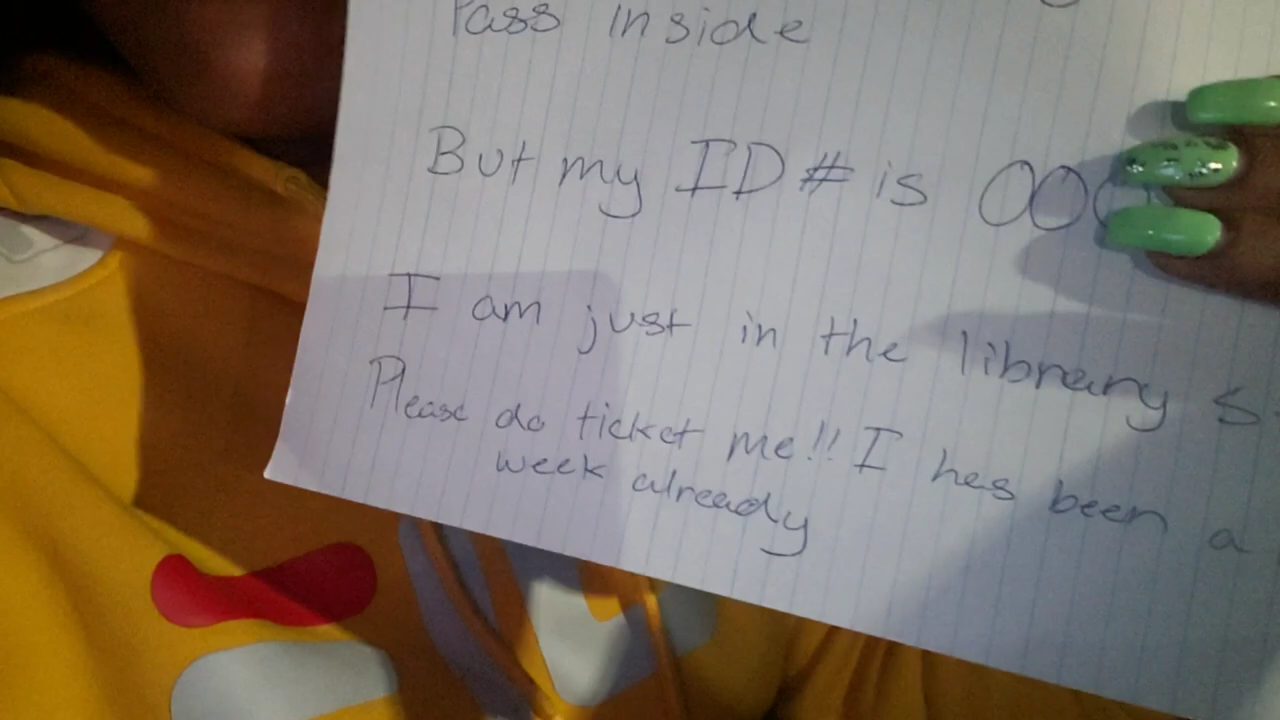 Pass inside
But my ID # is 00
I am just in the library
Please do ticket me!! I has been a
week already